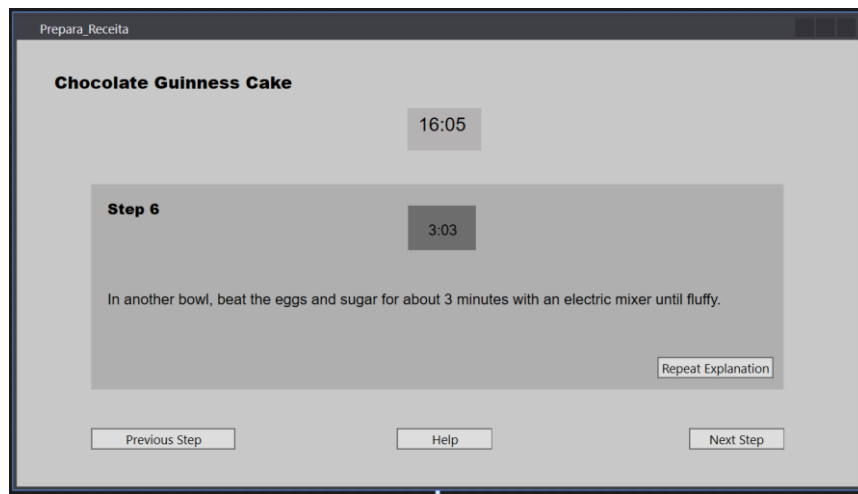 Prepara_Receita
Chocolate Guinness Cake
16:05
Step 6
3:03
In another bowl, beat the eggs and sugar for about 3 minutes with an electric mixer until fluffy.
Repeat Explanation
Previous Step
Help
Next Step